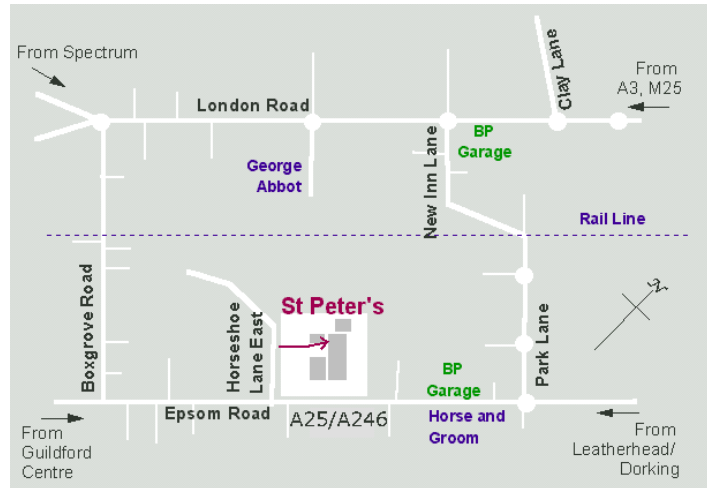 From Spectrum
London Road
Clay Lane
From
A3, M25
BP
Garage
George
Abbot
New Inn Lane
Rail Line
N
Boxgrove Road
St Peter's
Horseshoe
Lane East
Park Lane
BP
Garage
Epsom Road
A25/A246
Horse and
Groom
From
Guildford
Centre
From
Leatherhead/
Dorking